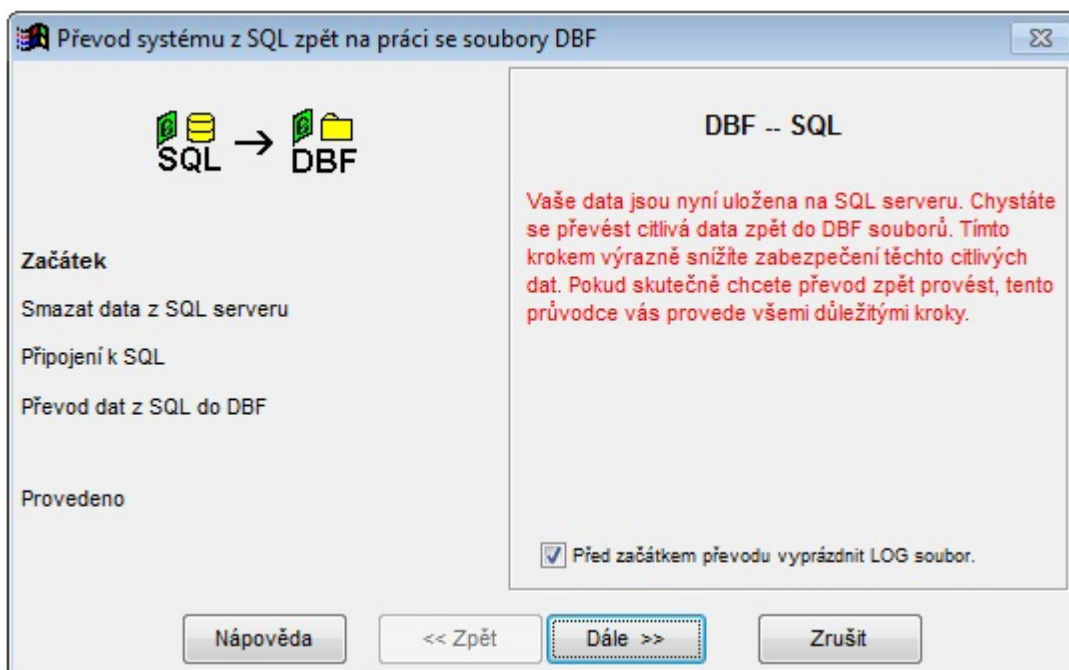 Převod systému z SQL zpět na práci se soubory DBF
SQL → DBF
Začátek
Smazat data z SQL serveru
Připojení k SQL
Převod dat z SQL do DBF
Provedeno
DBF -- SQL
Vaše data jsou nyní uložena na SQL serveru. Chystáte
se převést citlivá data zpět do DBF souborů. Tímto
krokem výrazně snížíte zabezpečení těchto citlivých
dat. Pokud skutečně chcete převod zpět provést, tento
průvodce vás provede všemi důležitými kroky.
Před začátkem převodu vyprázdnit LOG soubor.
Nápověda
<< Zpět
Dále >>
Zrušit